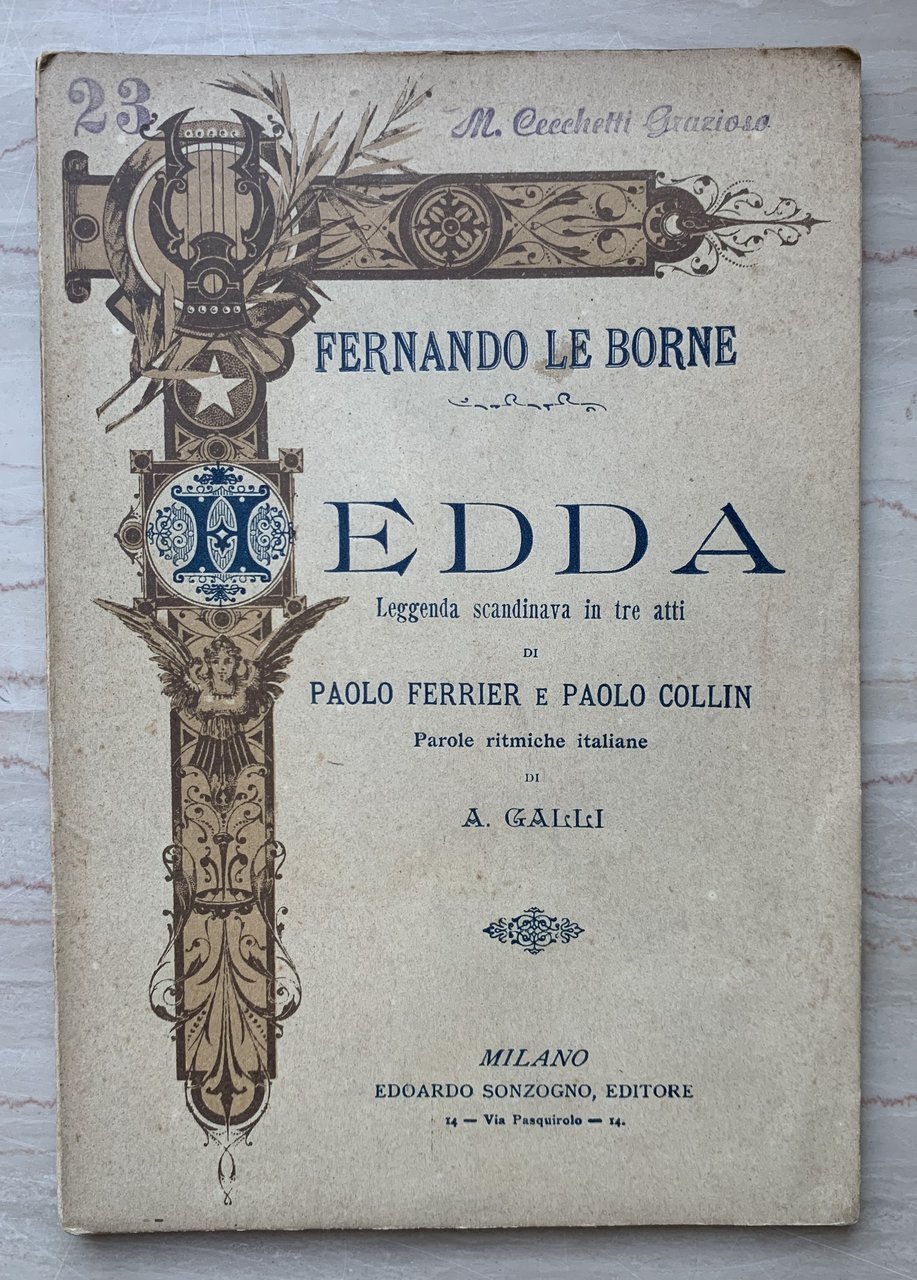 23
M. Cecchetti Grazioso
FERNANDO LE BORNE
HEDDA
Leggenda scandinava in tre atti
DI
PAOLO FERRIER E PAOLO COLLIN
Parole ritmiche italiane
DI
A. GALLI
MILANO
EDOARDO SONZOGNO, EDITORE
14 — Via Pasquirolo — 14.